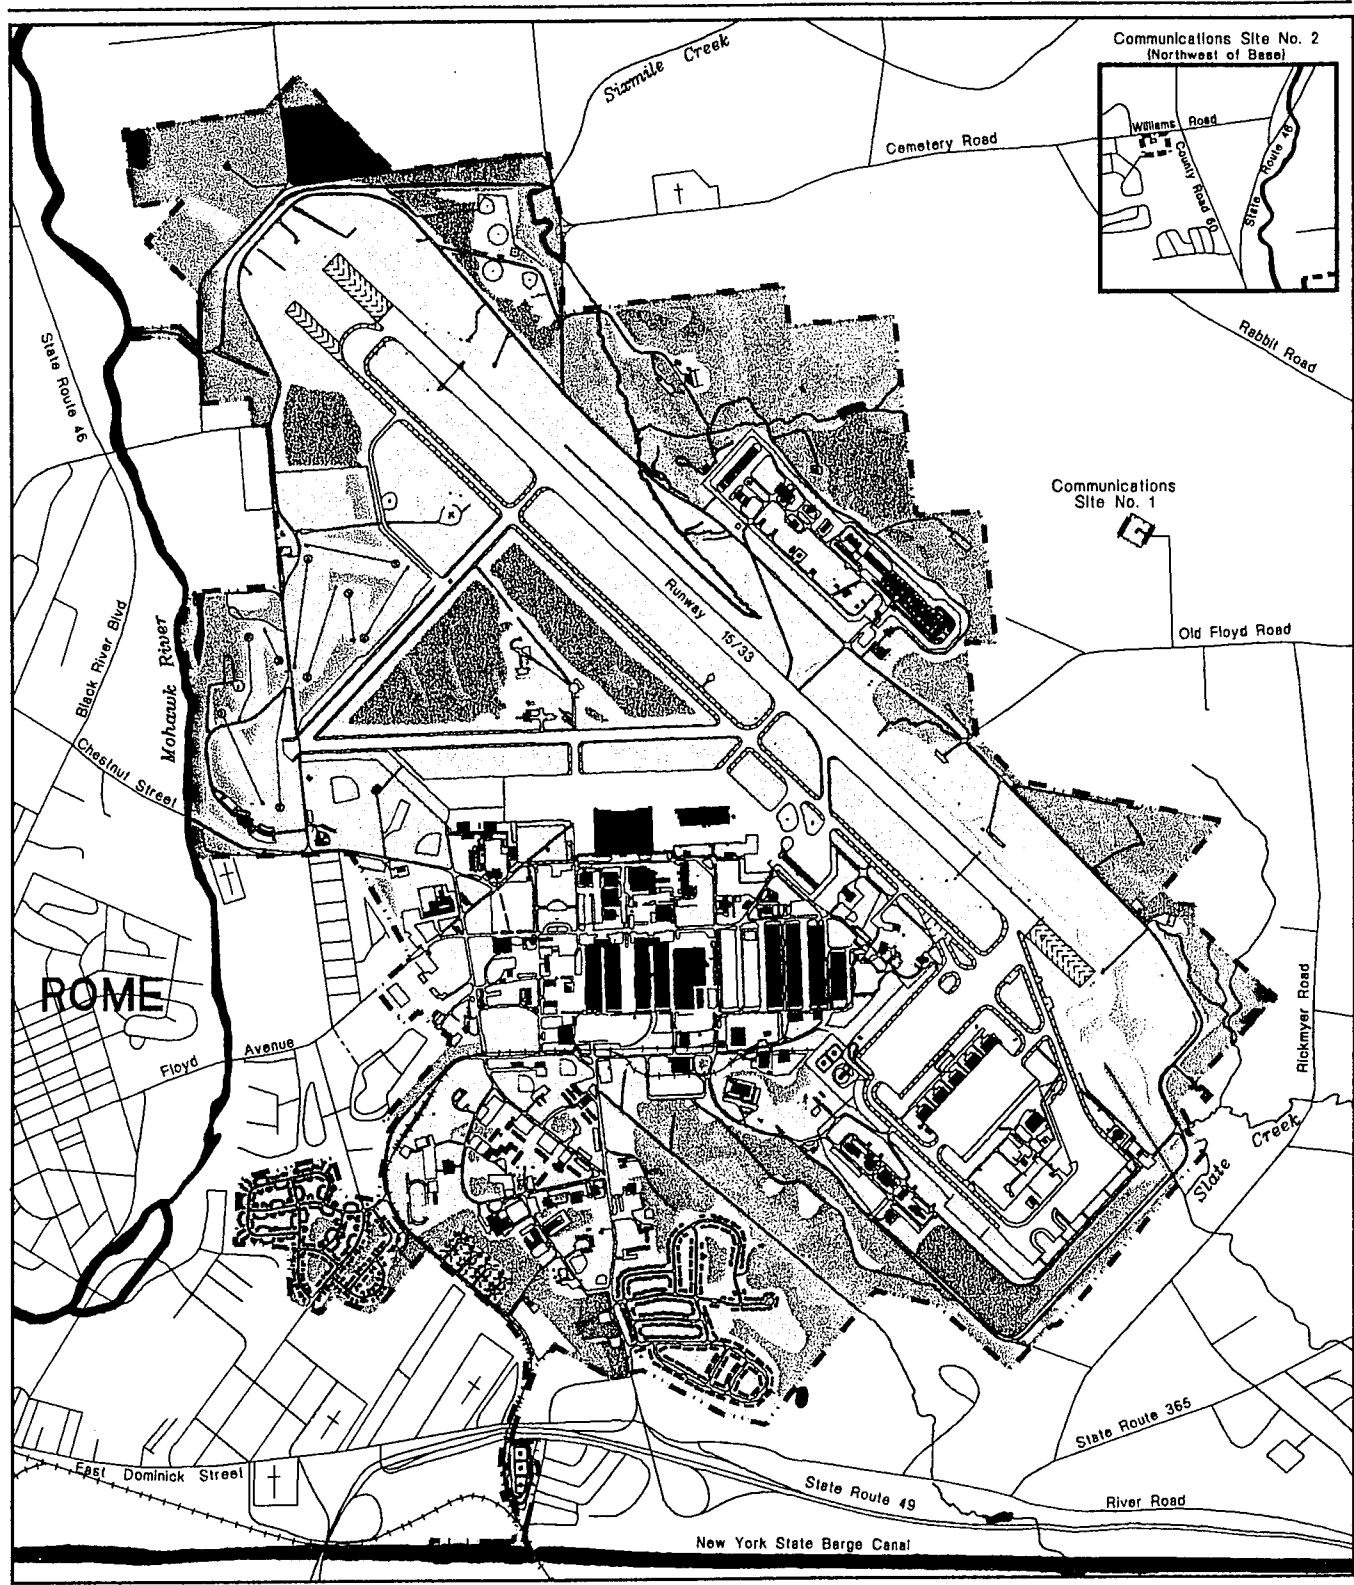 Communications Site No. 2
(Northwest of Base)
Sixmile Creek
Cemetery Road
Williams Road
County Road 60
State Route 46
Rabbit Road
State Route 46
Communications
Site No. 1
Runway 15/33
Old Floyd Road
Black River Blvd
Mohawk River
Chestnut Street
ROME
Floyd Avenue
Rickmyer Road
Slate Creek
State Route 365
East Dominick Street
State Route 49
River Road
New York State Barge Canal